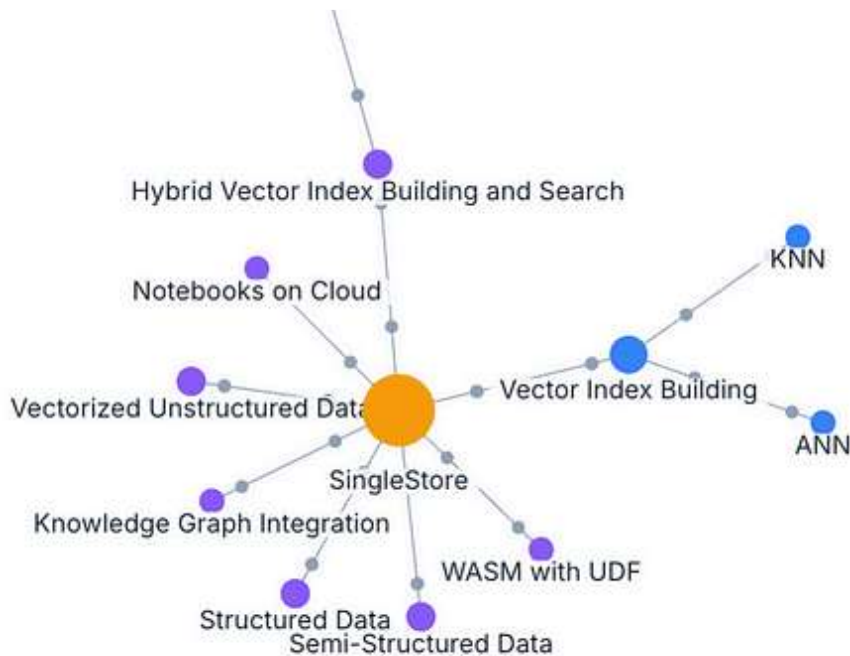 Hybrid Vector Index Building and Search
KNN
Notebooks on Cloud
Vector Index Building
Vectorized Unstructured Data
ANN
SingleStore
Knowledge Graph Integration
WASM with UDF
Structured Data
Semi-Structured Data